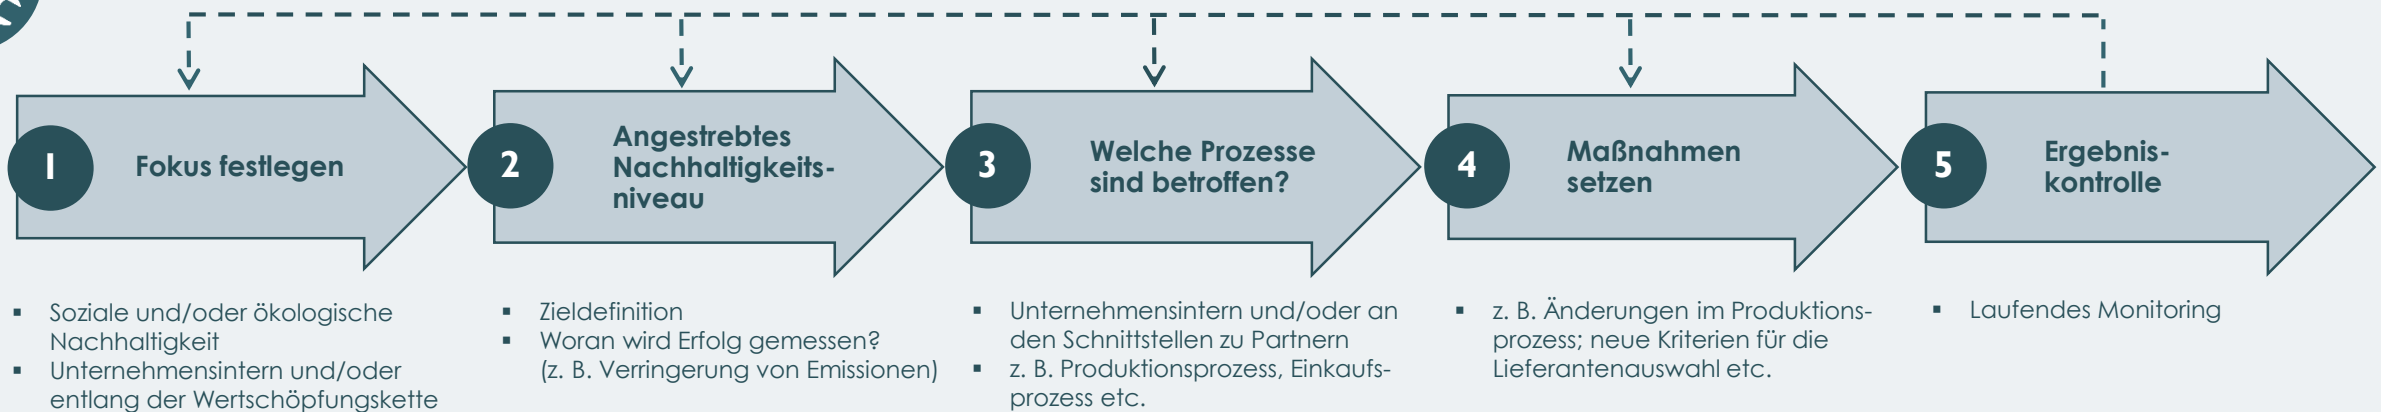 1
Fokus festlegen
▪ Soziale und/oder ökologische
Nachhaltigkeit
▪ Unternehmensintern und/oder
entlang der Wertschöpfungskette
2
Angestrebtes
Nachhaltigkeits-
niveau
▪ Zieldefinition
▪ Woran wird Erfolg gemessen?
(z. B. Verringerung von Emissionen)
3
Welche Prozesse
sind betroffen?
▪ Unternehmensintern und/oder an
den Schnittstellen zu Partnern
▪ z. B. Produktionsprozess, Einkaufs-
prozess etc.
4
Maßnahmen
setzen
▪ z. B. Änderungen im Produktions-
prozess; neue Kriterien für die
Lieferantenauswahl etc.
5
Ergebnis-
kontrolle
▪ Laufendes Monitoring